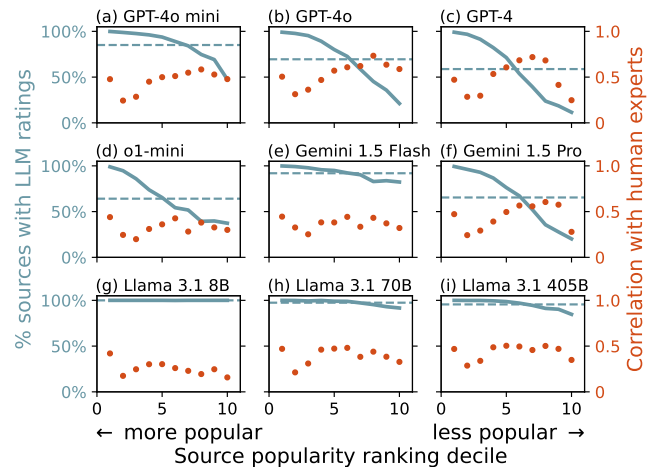 (a) GPT-4o mini
(b) GPT-4o
(c) GPT-4
100%
50%
0%
1.0
0.5
0
(d) o1-mini
(e) Gemini 1.5 Flash
(f) Gemini 1.5 Pro
100%
50%
0%
1.0
0.5
0
(g) Llama 3.1 8B
(h) Llama 3.1 70B
(i) Llama 3.1 405B
100%
50%
0%
1.0
0.5
0
0 5 10
0 5 10
0 5 10
% sources with LLM ratings
Correlation with human experts
← more popular
less popular →
Source popularity ranking decile